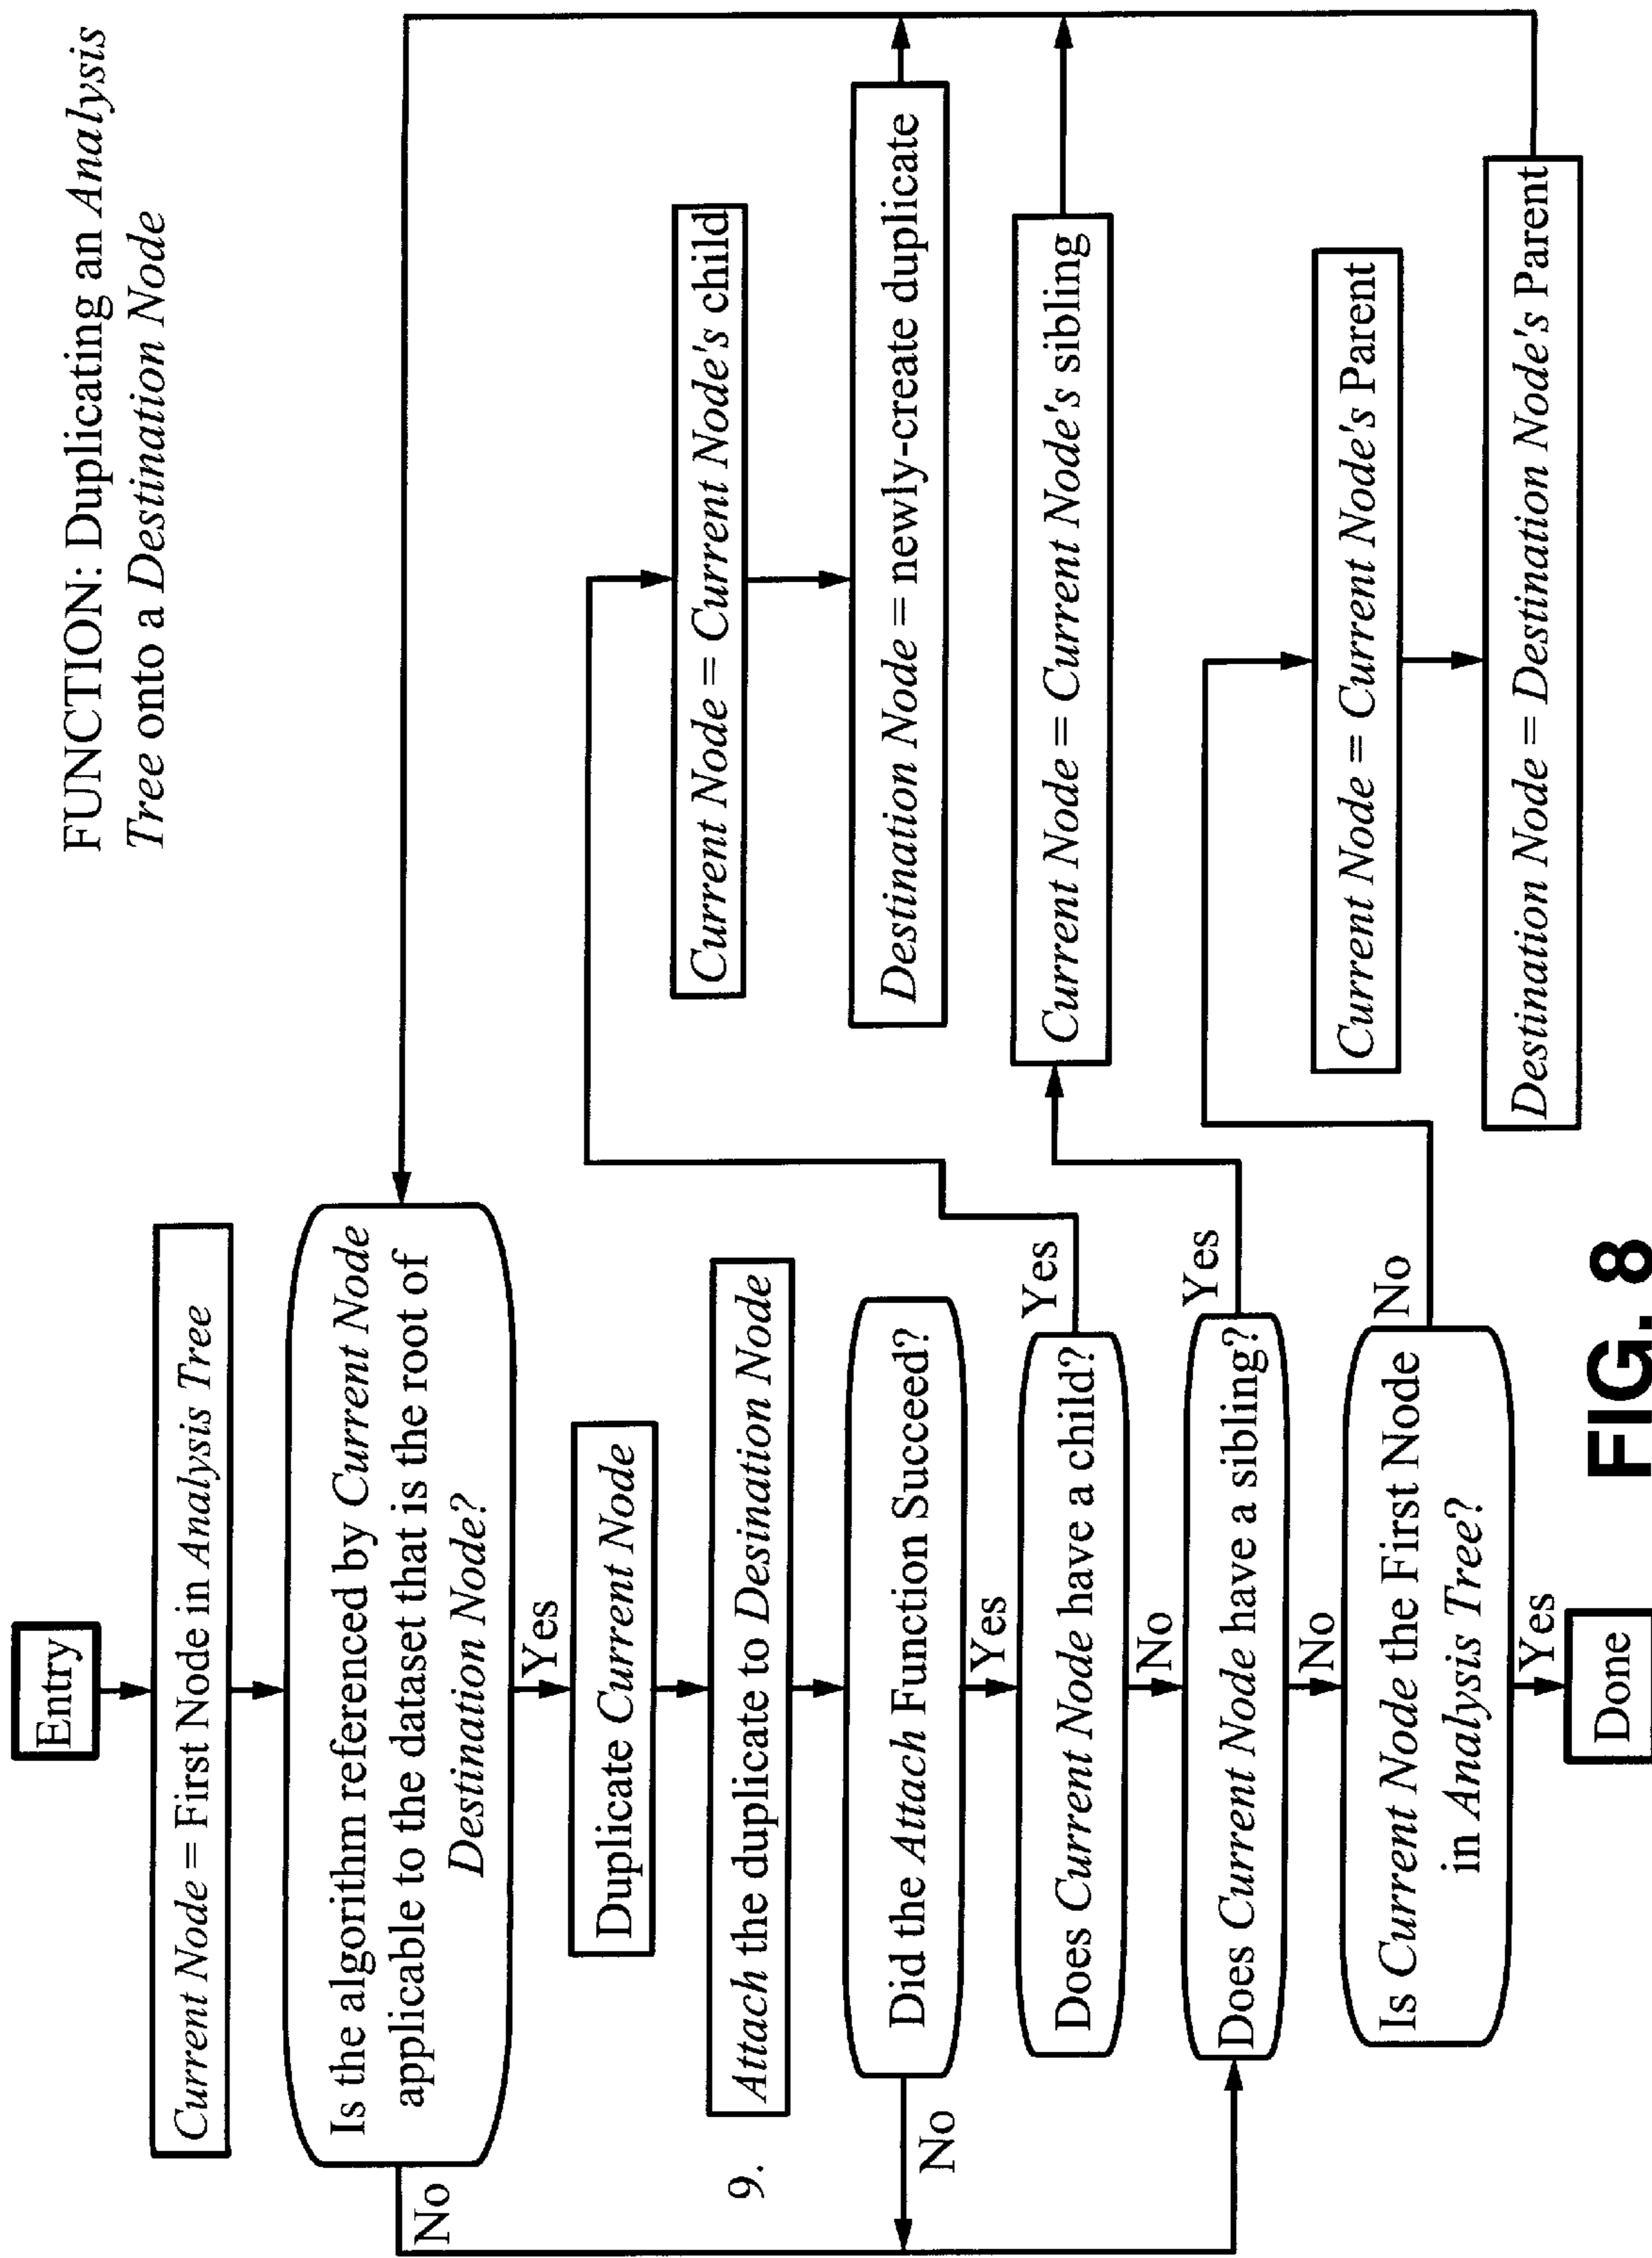 FUNCTION: Duplicating an Analysis
Tree onto a Destination Node
Entry
Current Node = First Node in Analysis Tree
Is the algorithm referenced by Current Node
applicable to the dataset that is the root of
Destination Node?
No
Yes
Duplicate Current Node
9.
Attach the duplicate to Desination Node
Did the Attach Function Succeed?
No
Yes
Does Current Node have a child?
Yes
No
Does Current Node have a sibling?
Yes
No
Is Current Node the First Node
in Analysis Tree?
No
Yes
Done
Current Node = Current Node's child
Destination Node = newly-create duplicate
Current Node = Current Node's sibling
Current Node = Current Node's Parent
Destination Node = Destination Node's Parent
FIG. 8